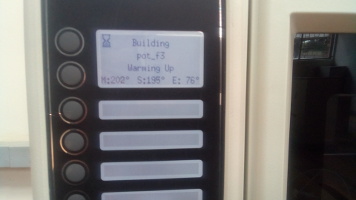 Building
pot_f3
Warming Up
M:202° S:195° E: 76°